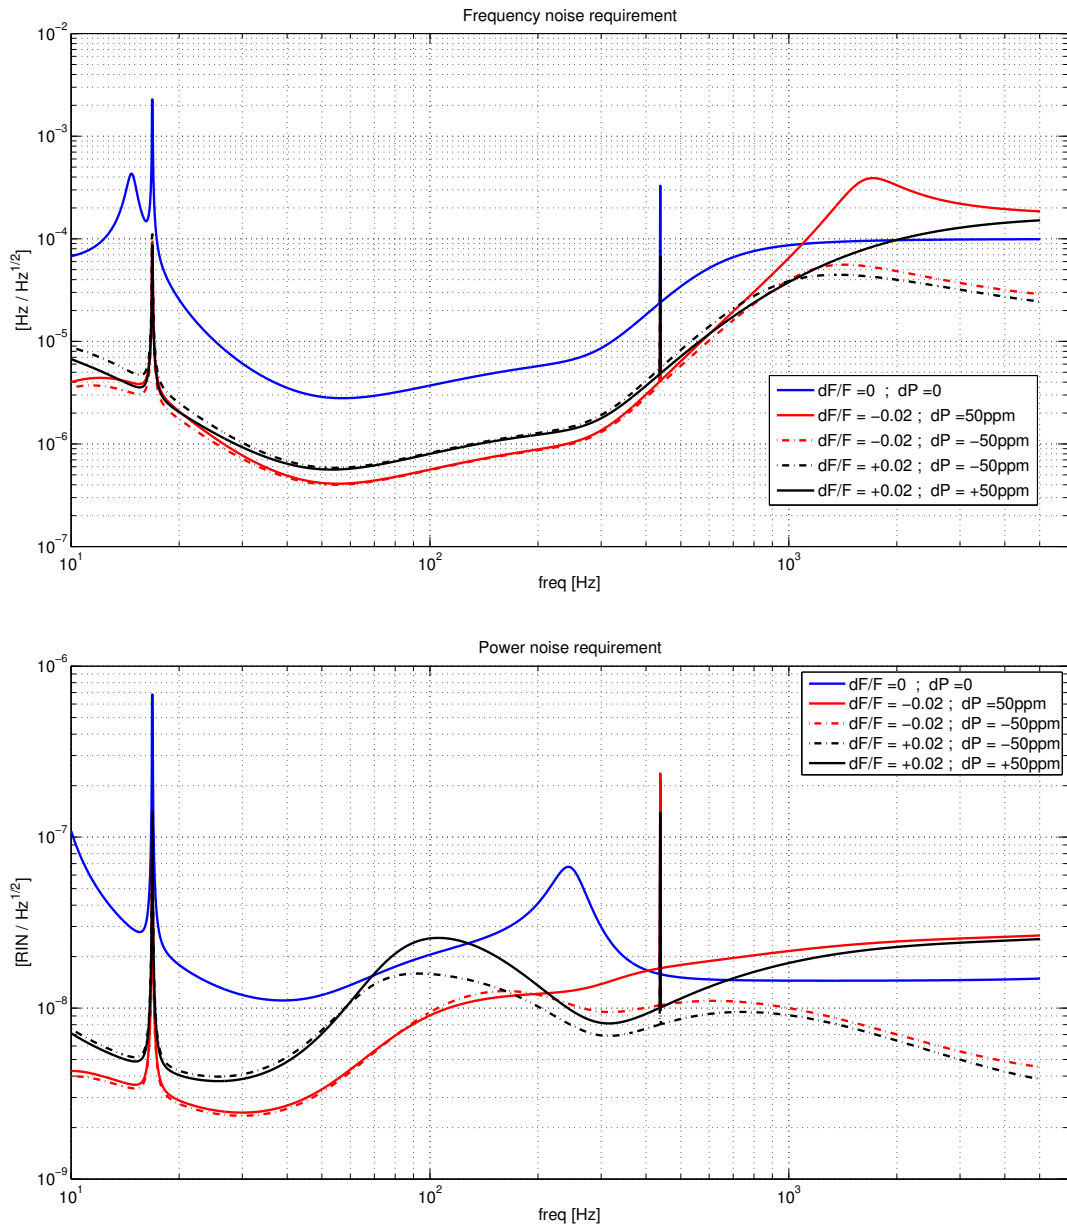 Frequency noise requirement
10^−2
10^−3
10^−4
10^−5
10^−6
10^−7
[Hz / Hz^1/2]
dF/F =0 ; dP =0
dF/F = −0.02 ; dP =50ppm
dF/F = −0.02 ; dP = −50ppm
dF/F = +0.02 ; dP = −50ppm
dF/F = +0.02 ; dP = +50ppm
10^1 10^2 10^3
freq [Hz]
Power noise requirement
10^−6
10^−7
10^−8
10^−9
[RIN / Hz^1/2]
dF/F =0 ; dP =0
dF/F = −0.02 ; dP =50ppm
dF/F = −0.02 ; dP = −50ppm
dF/F = +0.02 ; dP = −50ppm
dF/F = +0.02 ; dP = +50ppm
10^1 10^2 10^3
freq [Hz]